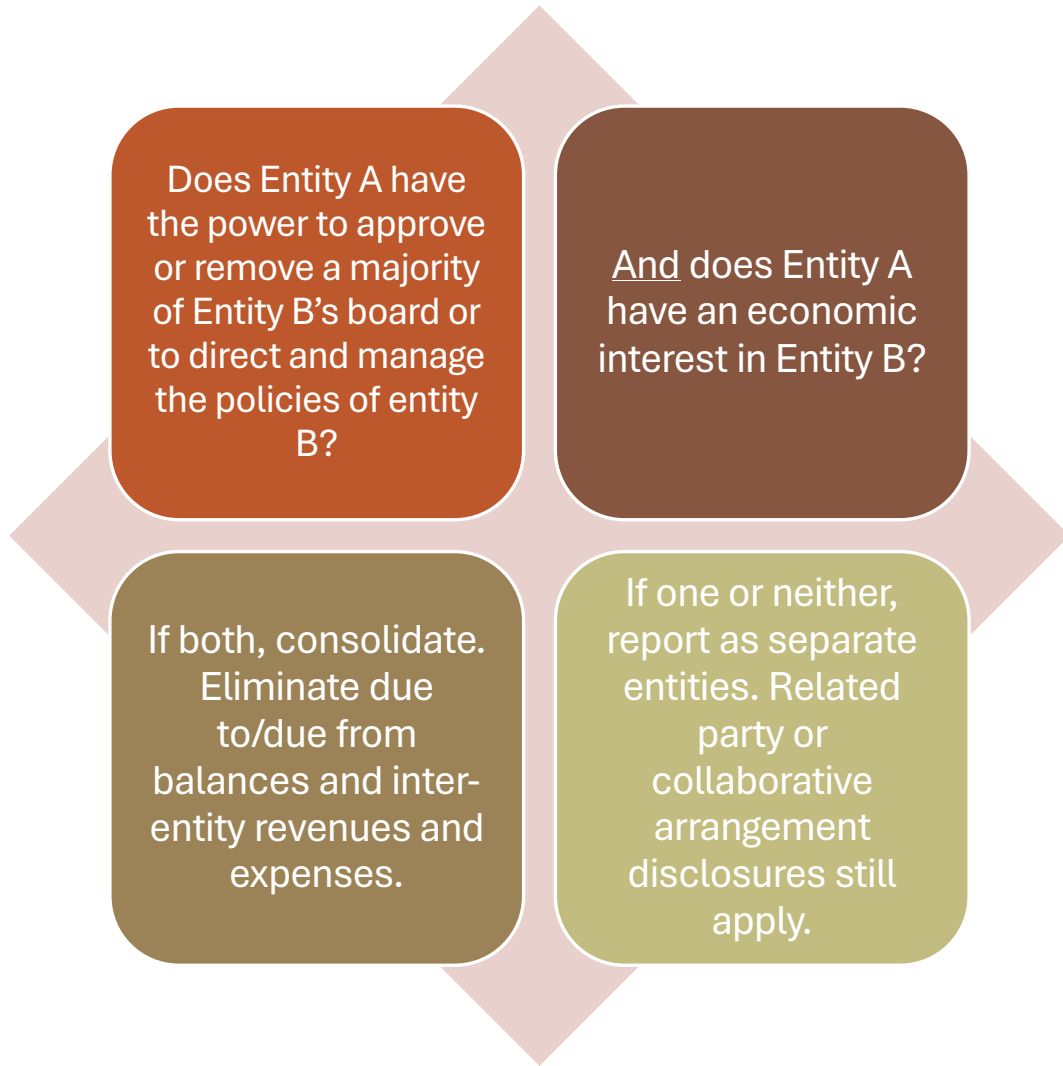 Does Entity A have
the power to approve
or remove a majority
of Entity B’s board or
to direct and manage
the policies of entity
B?
And does Entity A
have an economic
interest in Entity B?
If both, consolidate.
Eliminate due
to/due from
balances and inter-
entity revenues and
expenses.
If one or neither,
report as separate
entities. Related
party or
collaborative
arrangement
disclosures still
apply.